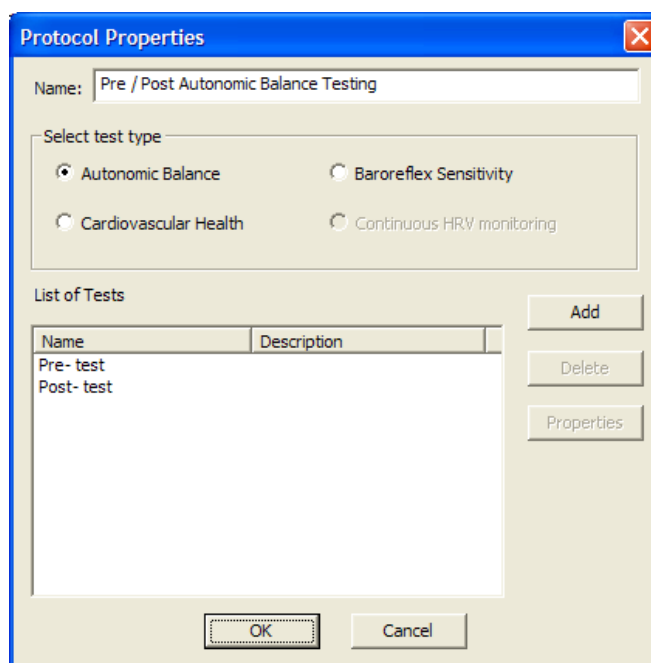 Protocol Properties
Name: Pre / Post Autonomic Balance Testing
Select test type
Autonomic Balance Baroreflex Sensitivity
Cardiovascular Health Continuous HRV monitoring
List of Tests
Add
Name Description
Pre- test
Delete
Post- test
Properties
OK Cancel